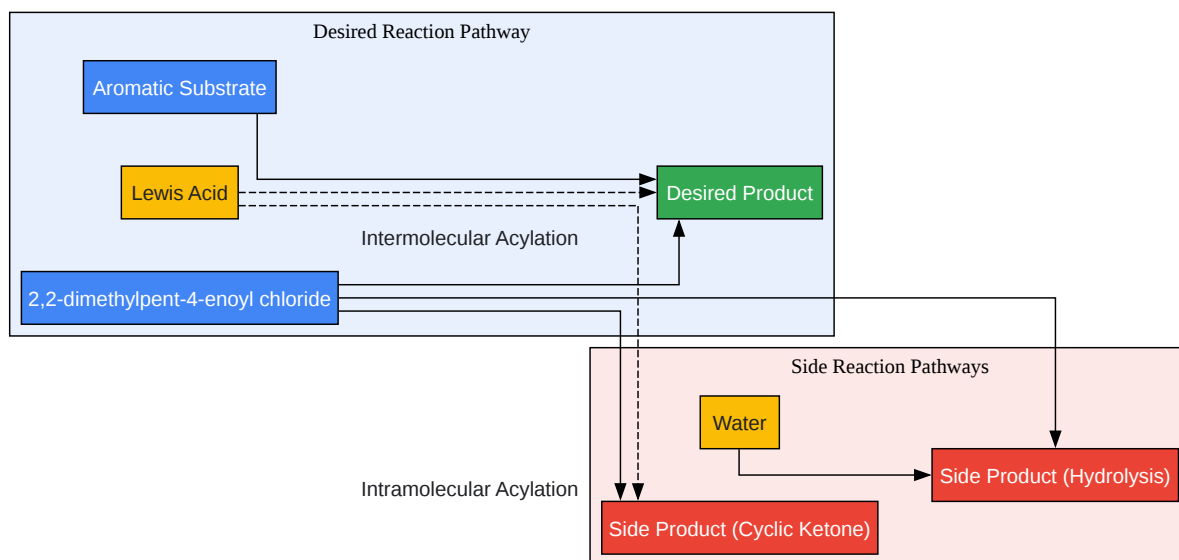 Desired Reaction Pathway
Aromatic Substrate
Lewis Acid
Desired Product
Intermolecular Acylation
2,2-dimethylpent-4-enoyl chloride
Side Reaction Pathways
Water
Side Product (Hydrolysis)
Intramolecular Acylation
Side Product (Cyclic Ketone)